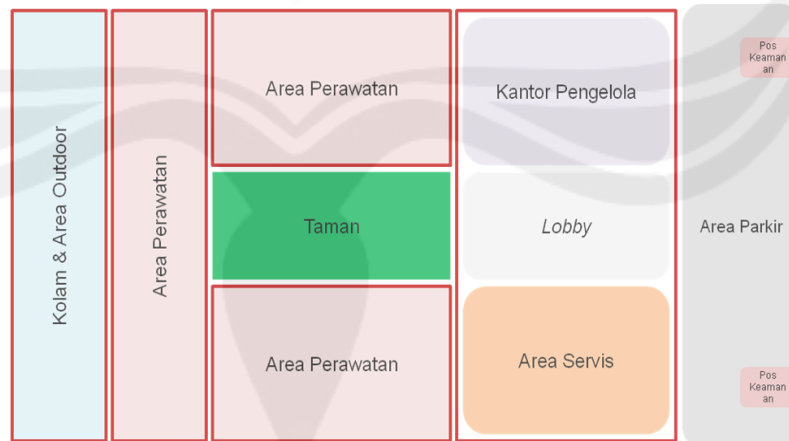 Kolam & Area Outdoor
Area Perawatan
Area Perawatan
Taman
Area Perawatan
Kantor Pengelola
Lobby
Area Servis
Pos
Keaman
an
Area Parkir
Pos
Keaman
an